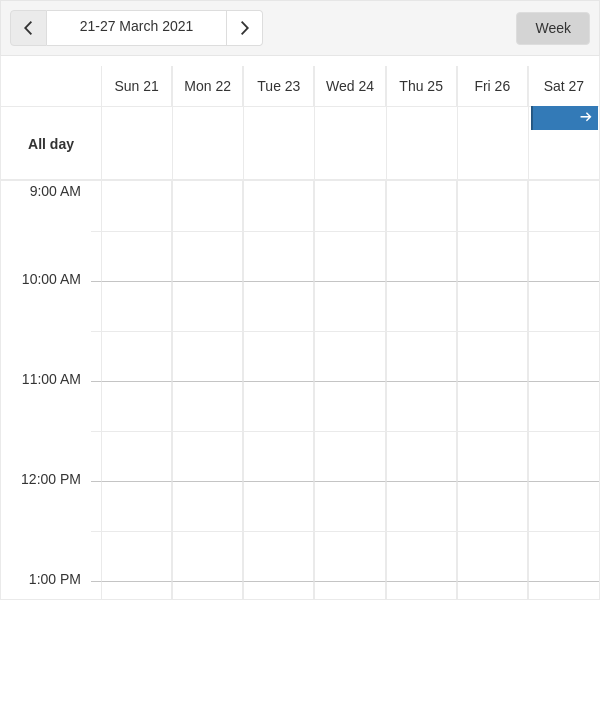 21-27 March 2021
Week
Sun 21 Mon 22 Tue 23 Wed 24 Thu 25 Fri 26 Sat 27
All day
9:00 AM
10:00 AM
11:00 AM
12:00 PM
1:00 PM